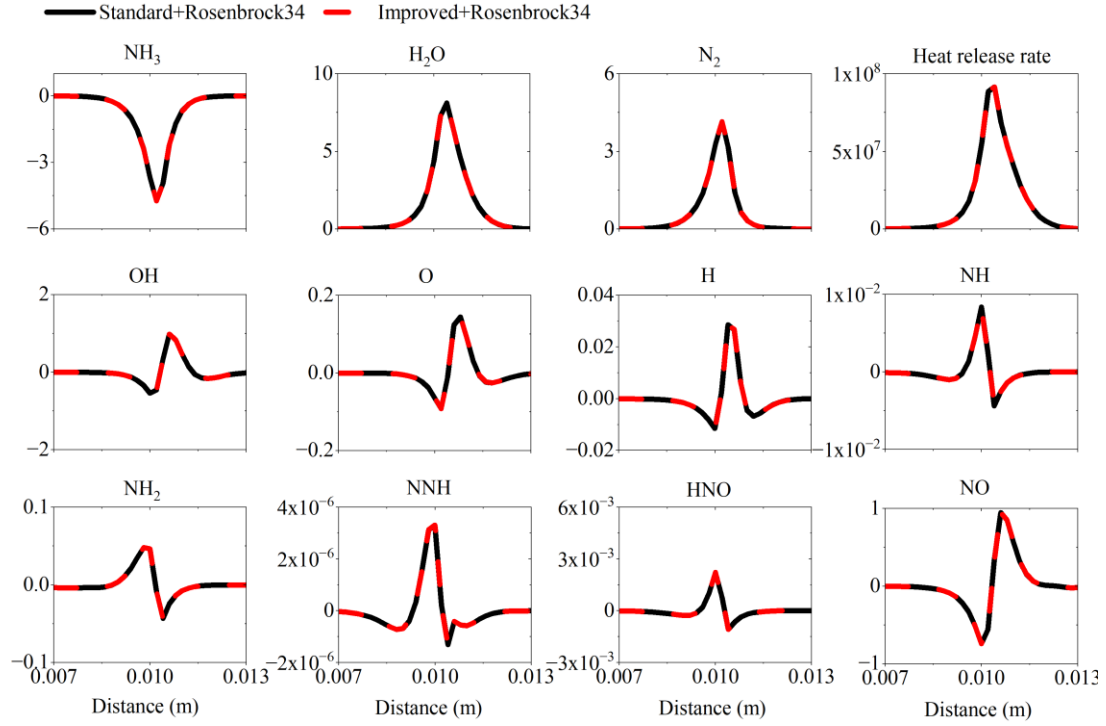 Standard+Rosenbrock34 Improved+Rosenbrock34
NH₃ H₂O N₂ Heat release rate
0 −3 −6
10 5 0
6 3 0
1x10⁸ 5x10⁷ 0
OH O H NH
2 0 −2
0.2 0.0 −0.2
0.04 0.02 0.00 −0.02
1x10⁻² 0 −1x10⁻²
NH₂ NNH HNO NO
0.1 0.0 −0.1
4x10⁻⁶ 2x10⁻⁶ 0 −2x10⁻⁶
6x10⁻³ 3x10⁻³ 0 −3x10⁻³
1 0 −1
0.007 0.010 0.013 0.007 0.010 0.013 0.007 0.010 0.013 0.007 0.010 0.013
Distance (m) Distance (m) Distance (m) Distance (m)